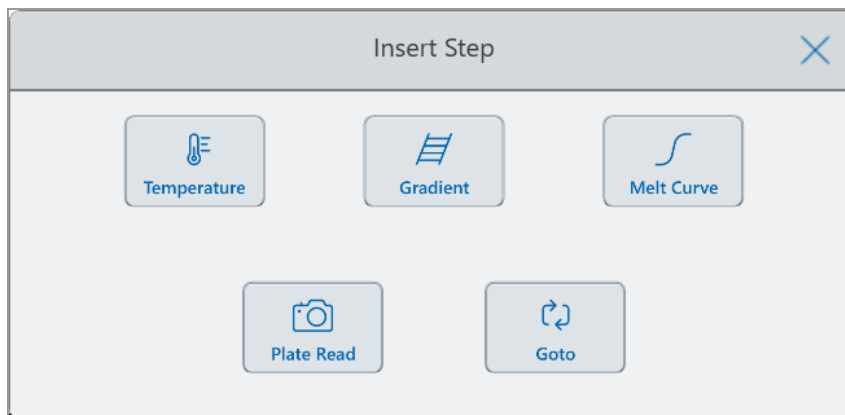 Insert Step
Temperature
Gradient
Melt Curve
Plate Read
Goto